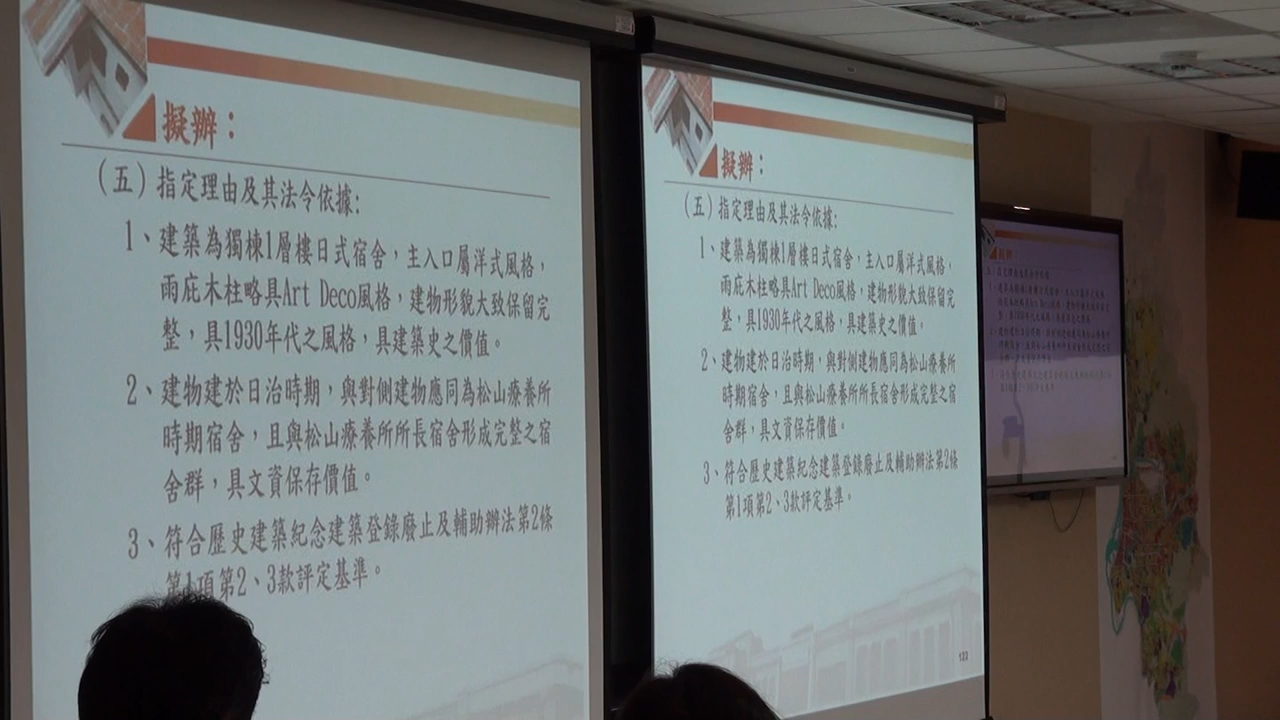 擬辦：
（五）指定理由及其法令依據:
1、建築為獨棟1層樓日式宿舍，主入口屬洋式風格，
雨庇木柱略具Art Deco風格，建物形貌大致保留完
整，具1930年代之風格，具建築史之價值。
2、建物建於日治時期，與對側建物應同為松山療養所
時期宿舍，且與松山療養所所長宿舍形成完整之宿
舍群，具文資保存價值。
3、符合歷史建築紀念建築登錄廢止及輔助辦法第2條
第1項第2、3款評定基準。
擬辦：
（五）指定理由及其法令依據:
1、建築為獨棟1層樓日式宿舍，主入口屬洋式風格，
雨庇木柱略具Art Deco風格，建物形貌大致保留完
整，具1930年代之風格，具建築史之價值。
2、建物建於日治時期，與對側建物應同為松山療養所
時期宿舍，且與松山療養所所長宿舍形成完整之宿
舍群，具文資保存價值。
3、符合歷史建築紀念建築登錄廢止及輔助辦法第2條
第1項第2、3款評定基準。
122